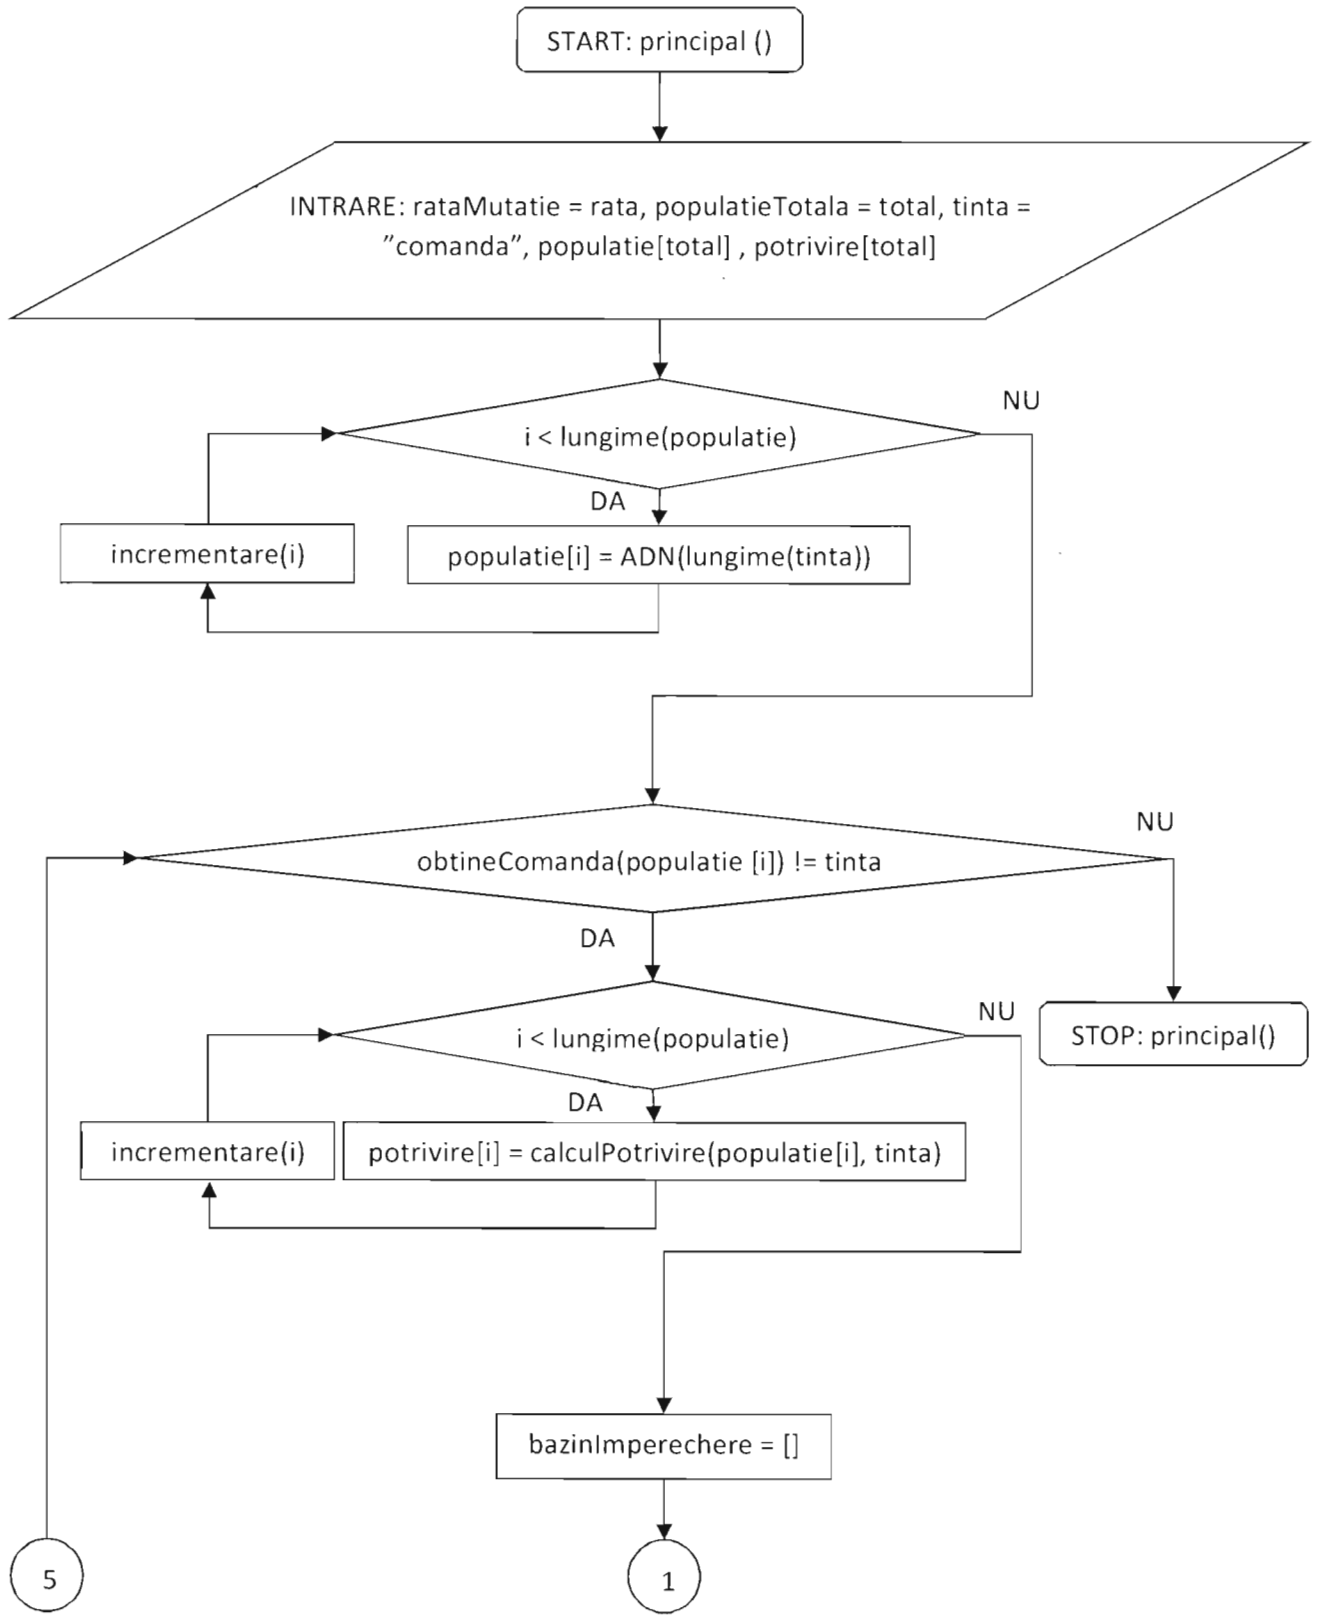 START: principal ()
INTRARE: rataMutatie = rata, populatieTotala = total, tinta =
”comanda”, populatie[total] , potrivire[total]
NU
i < lungime(populatie)
DA
incrementare(i)
populatie[i] = ADN(lungime(tinta))
NU
obtineComanda(populatie [i]) != tinta
DA
NU
i < lungime(populatie)
STOP: principal()
DA
incrementare(i)
potrivire[i] = calculPotrivire(populatie[i], tinta)
bazinImperechere = []
5
1